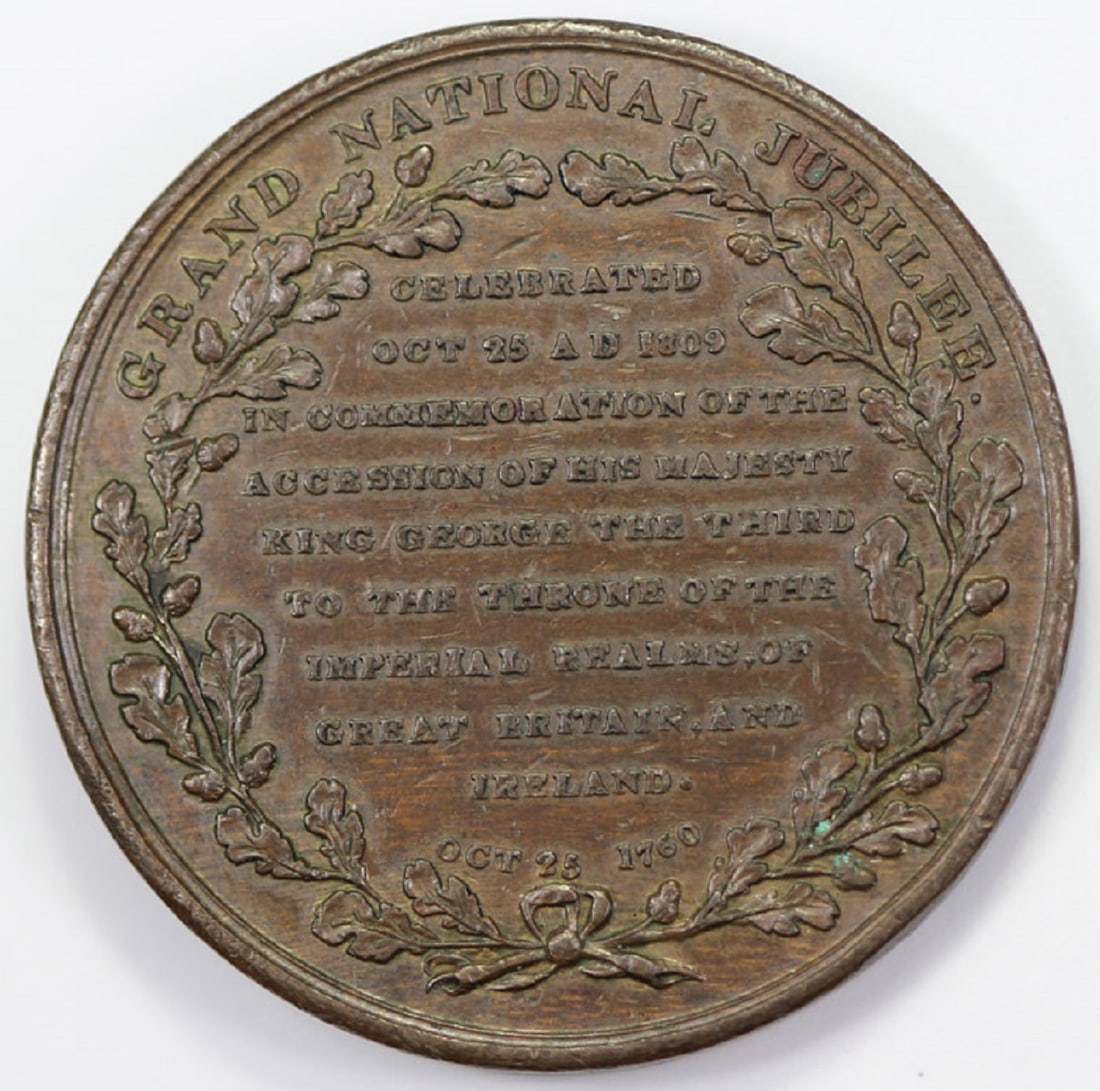 GRAND NATIONAL JUBILEE.
CELEBRATED
OCT 25 AD 1809
IN COMMEMORATION OF THE
ACCESSION OF HIS MAJESTY
KING GEORGE THE THIRD
TO THE THRONE OF THE
IMPERIAL REALMS, OF
GREAT BRITAIN, AND
IRELAND.
OCT 25 1760